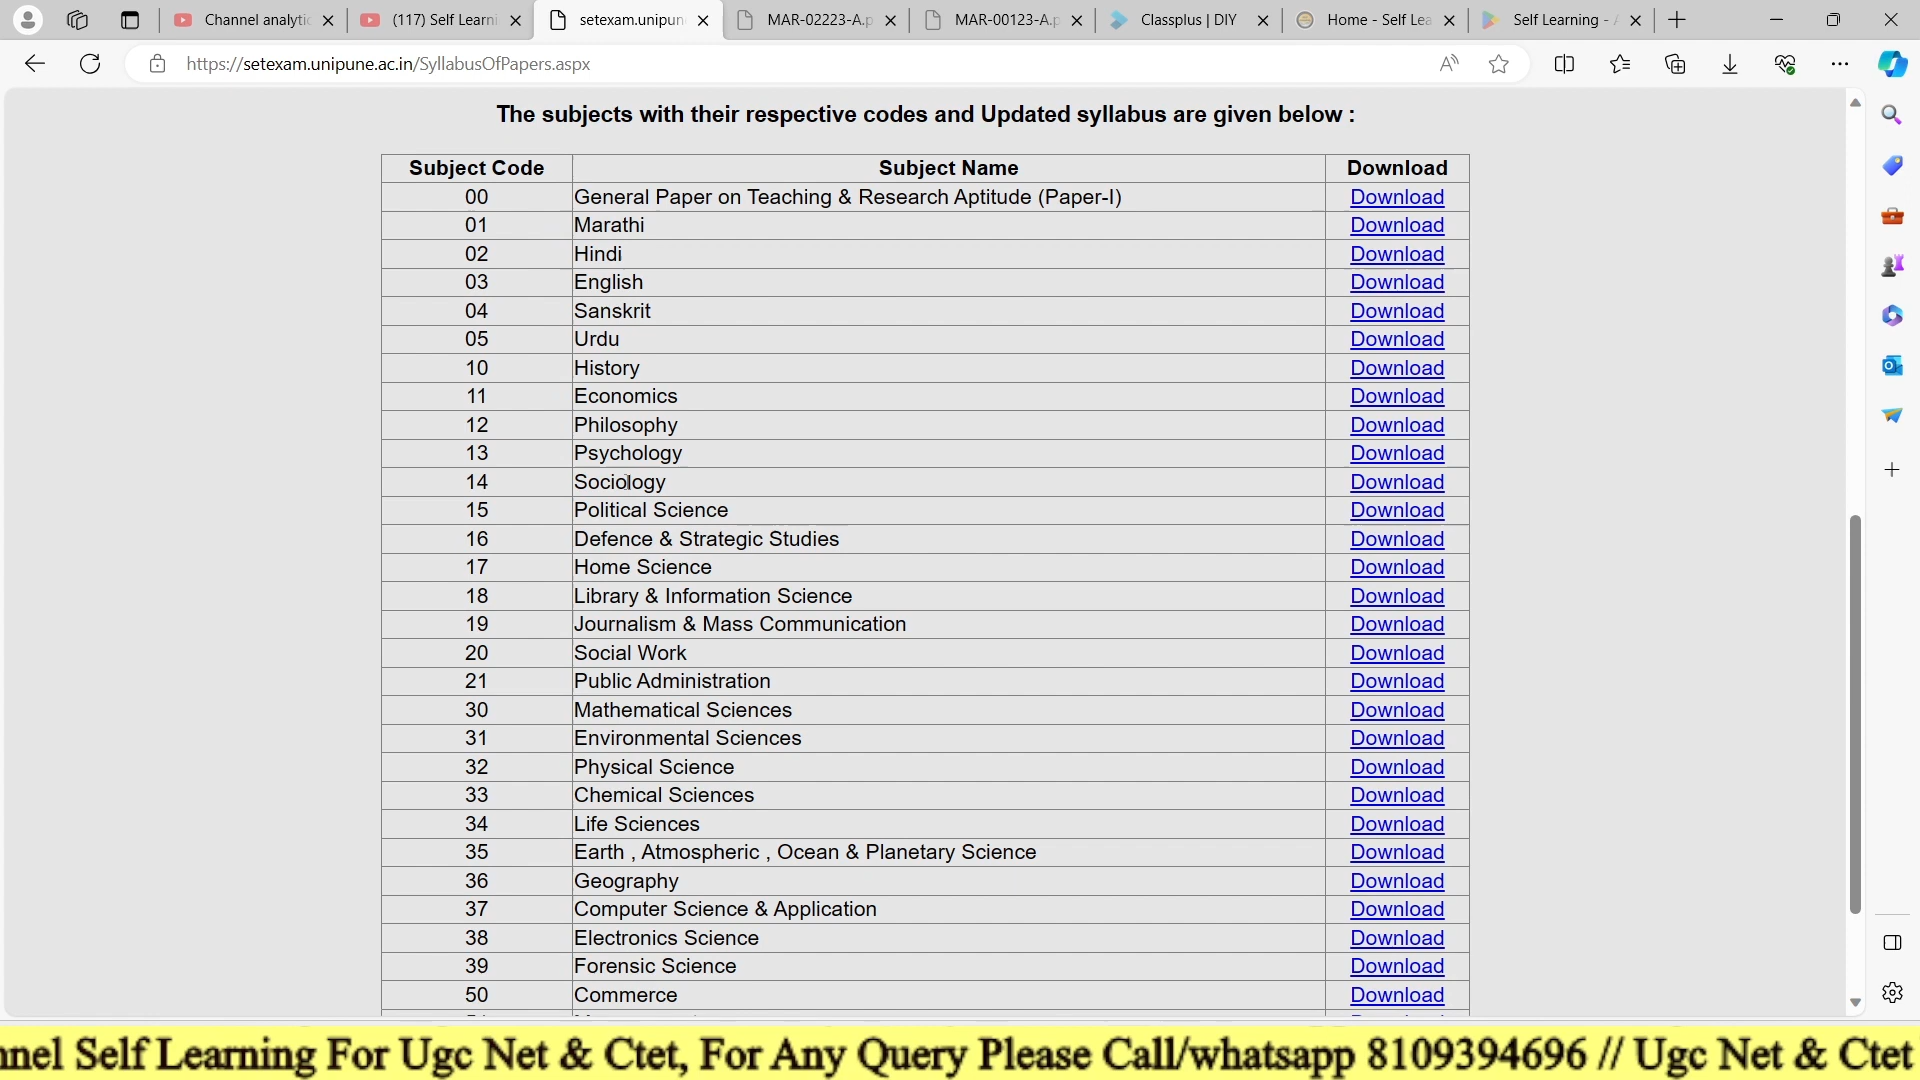 Channel analytic
(117) Self Learni
setexam.unipun
MAR-02223-A.p
MAR-00123-A.p
Classplus | DIY
Home - Self Lea
Self Learning -
https://setexam.unipune.ac.in/SyllabusOfPapers.aspx
The subjects with their respective codes and Updated syllabus are given below :
Subject Code Subject Name Download
00 General Paper on Teaching & Research Aptitude (Paper-I) Download
01 Marathi Download
02 Hindi Download
03 English Download
04 Sanskrit Download
05 Urdu Download
10 History Download
11 Economics Download
12 Philosophy Download
13 Psychology Download
14 Sociology Download
15 Political Science Download
16 Defence & Strategic Studies Download
17 Home Science Download
18 Library & Information Science Download
19 Journalism & Mass Communication Download
20 Social Work Download
21 Public Administration Download
30 Mathematical Sciences Download
31 Environmental Sciences Download
32 Physical Science Download
33 Chemical Sciences Download
34 Life Sciences Download
35 Earth , Atmospheric , Ocean & Planetary Science Download
36 Geography Download
37 Computer Science & Application Download
38 Electronics Science Download
39 Forensic Science Download
50 Commerce Download
nnel Self Learning For Ugc Net & Ctet, For Any Query Please Call/whatsapp 8109394696 // Ugc Net & Ctet